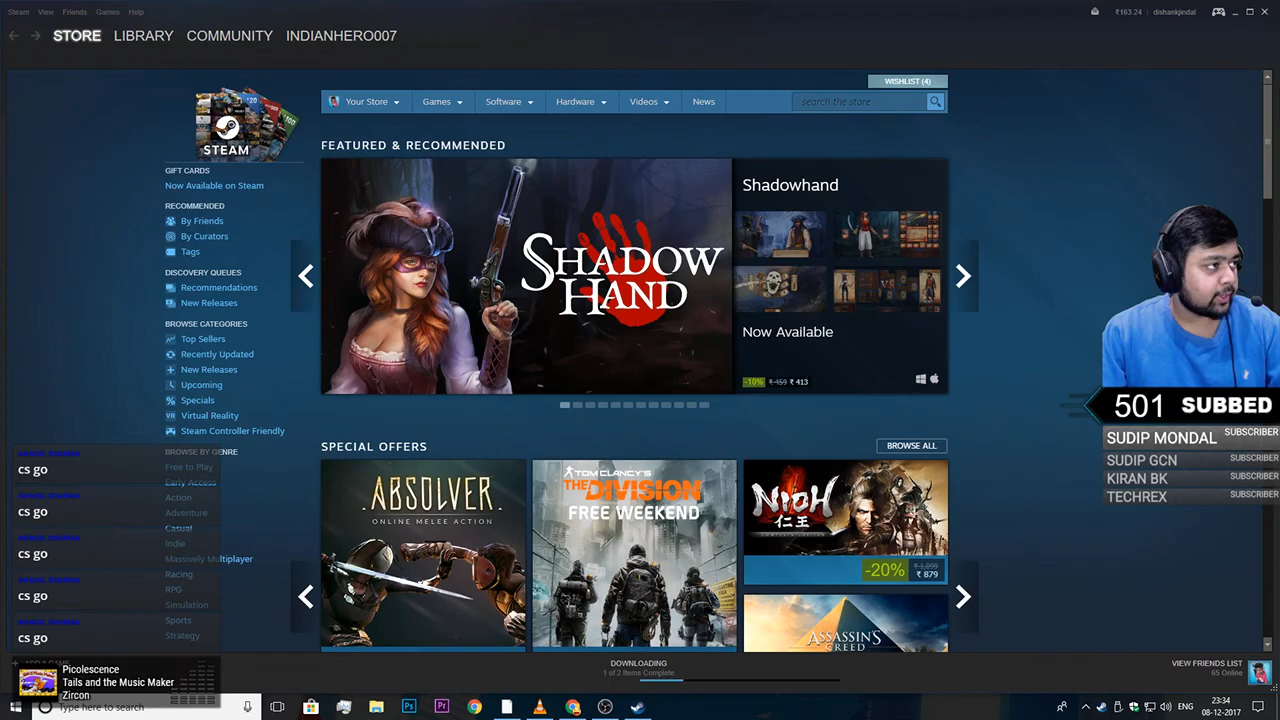 Steam View Friends Games Help
₹163.24 dishankjindal
STORE LIBRARY COMMUNITY INDIANHERO007
WISHLIST (4)
Your Store Games Software Hardware Videos News
search the store
STEAM
GIFT CARDS
Now Available on Steam
RECOMMENDED
By Friends
By Curators
Tags
DISCOVERY QUEUES
Recommendations
New Releases
BROWSE CATEGORIES
Top Sellers
Recently Updated
New Releases
Upcoming
Specials
VR Virtual Reality
Steam Controller Friendly
BROWSE BY GENRE
Free to Play
Early Access
Action
Adventure
Casual
Indie
Massively Multiplayer
Racing
RPG
Simulation
Sports
Strategy
FEATURED & RECOMMENDED
SHADOW
HAND
Shadowhand
Now Available
-10% ₹ 459 ₹ 413
SPECIAL OFFERS
BROWSE ALL
ABSOLVER
ONLINE MELEE ACTION
TOM CLANCY'S
THE DIVISION
FREE WEEKEND
NIOH
仁王
COMPLETE EDITION
-20% ₹ 1,099
₹ 879
ASSASSIN'S
CREED
501 SUBBED
SUDIP MONDAL SUBSCRIBER
SUDIP GCN SUBSCRIBER
KIRAN BK SUBSCRIBER
TECHREX SUBSCRIBER
cs go
cs go
cs go
cs go
cs go
+ ADD A GAME...
Picolescence
Tails and the Music Maker
Zircon
DOWNLOADING
1 of 2 Items Complete
VIEW FRIENDS LIST
65 Online
Type here to search
Ps
Pr
ENG
23:34
08-12-2017